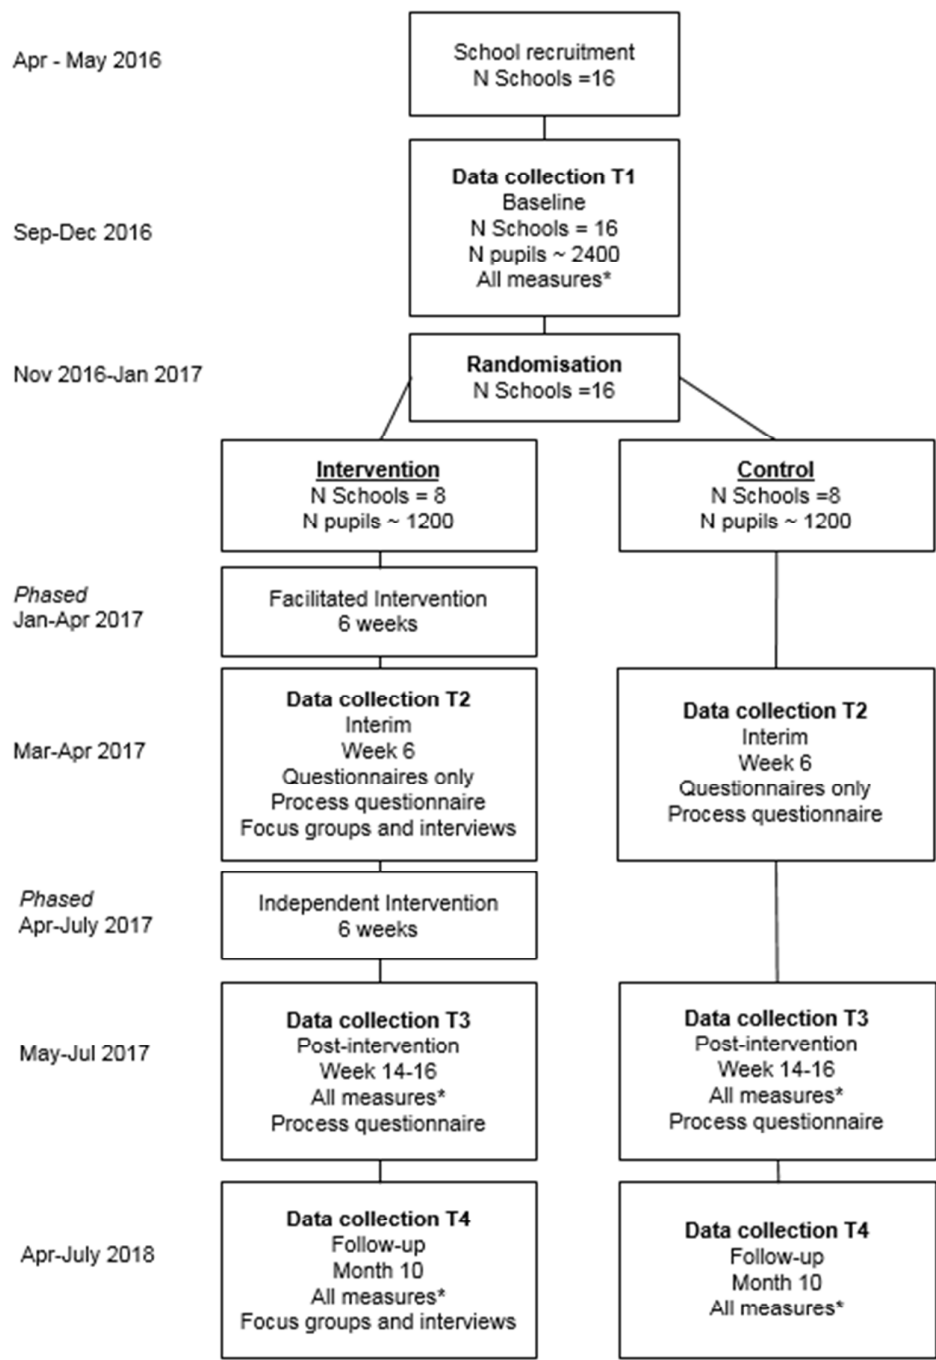 Apr - May 2016
School recruitment
N Schools =16
Sep-Dec 2016
Data collection T1
Baseline
N Schools = 16
N pupils ~ 2400
All measures*
Nov 2016-Jan 2017
Randomisation
N Schools =16
Intervention
N Schools = 8
N pupils ~ 1200
Control
N Schools =8
N pupils ~ 1200
Phased
Jan-Apr 2017
Facilitated Intervention
6 weeks
Mar-Apr 2017
Data collection T2
Interim
Week 6
Questionnaires only
Process questionnaire
Focus groups and interviews
Data collection T2
Interim
Week 6
Questionnaires only
Process questionnaire
Phased
Apr-July 2017
Independent Intervention
6 weeks
May-Jul 2017
Data collection T3
Post-intervention
Week 14-16
All measures*
Process questionnaire
Data collection T3
Post-intervention
Week 14-16
All measures*
Process questionnaire
Apr-July 2018
Data collection T4
Follow-up
Month 10
All measures*
Focus groups and interviews
Data collection T4
Follow-up
Month 10
All measures*